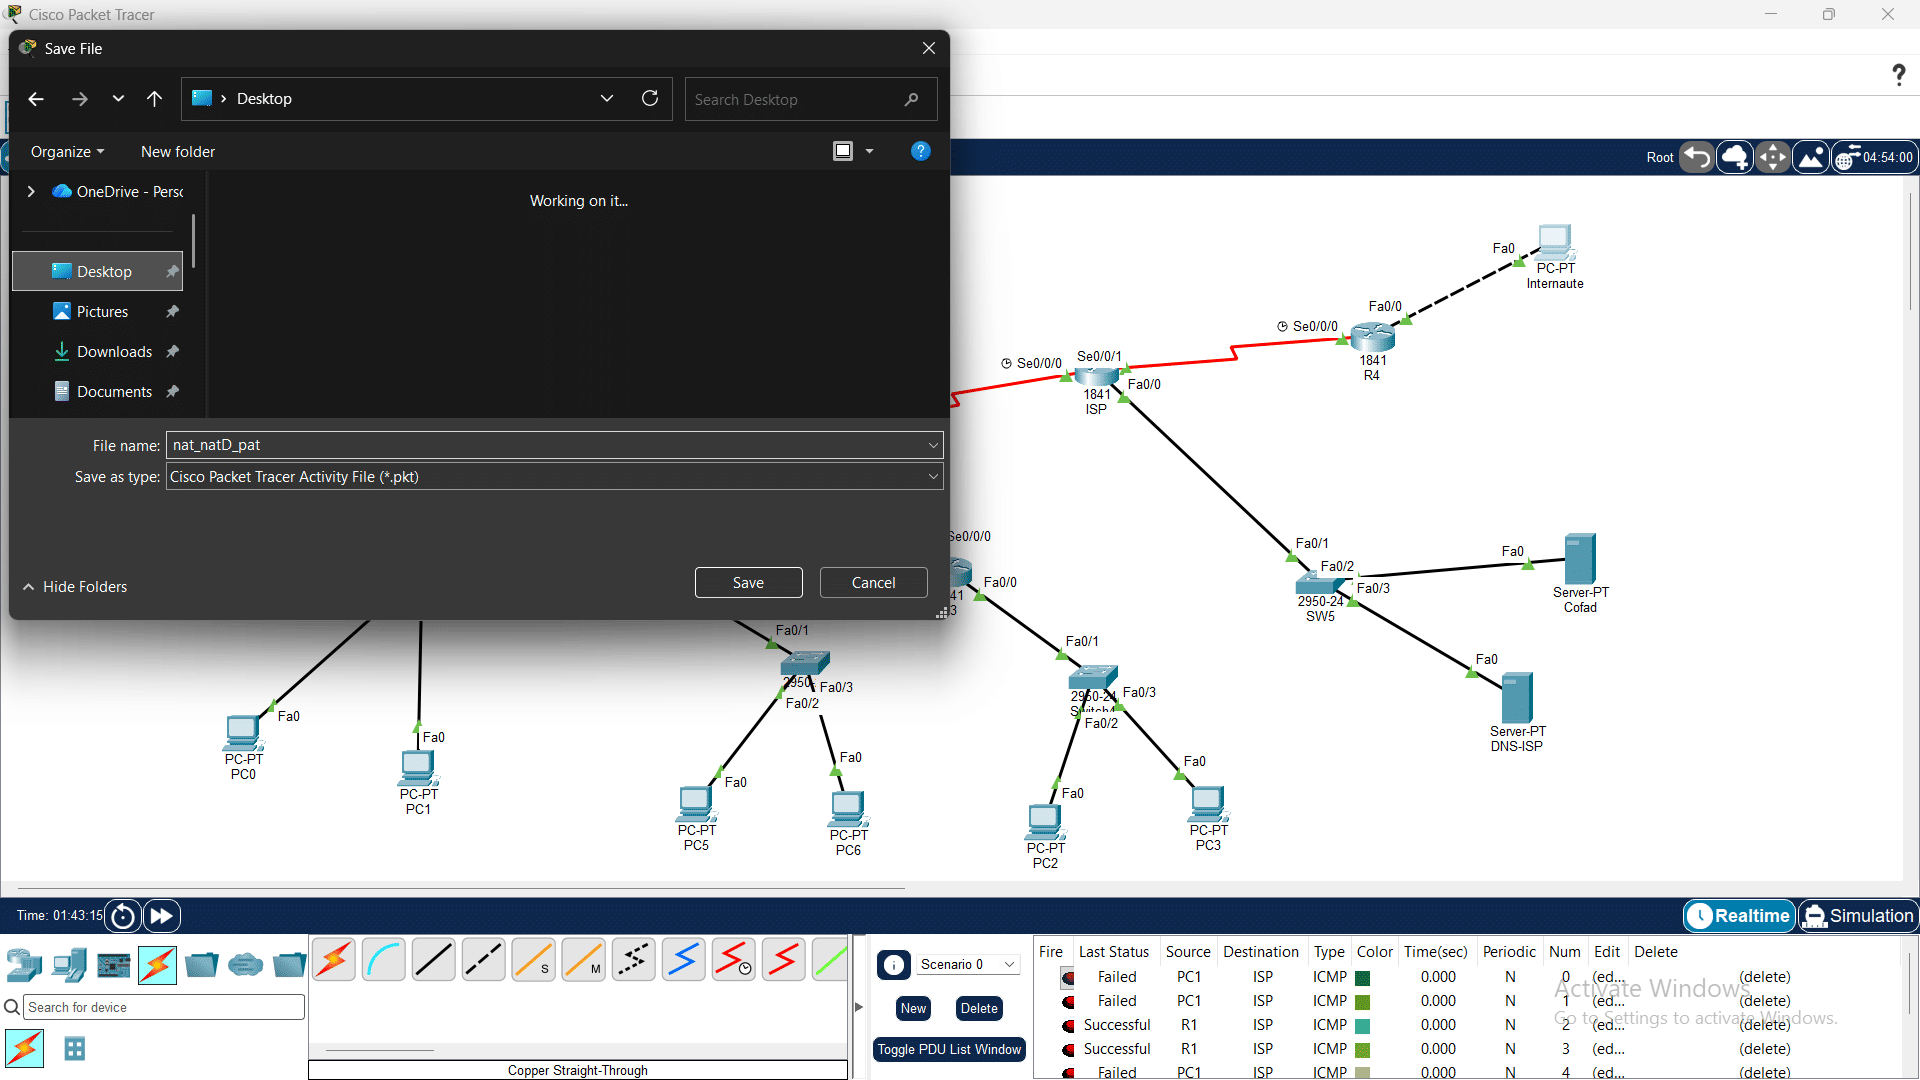 Cisco Packet Tracer
Save File
Desktop
Search Desktop
Organize
New folder
OneDrive - Persc
Working on it...
Desktop
Pictures
Downloads
Documents
File name: nat_natD_pat
Save as type: Cisco Packet Tracer Activity File (*.pkt)
Hide Folders
Save
Cancel
Root
04:54:00
Fa0
PC-PT
Internaute
Fa0/0
Se0/0/0
1841
R4
Se0/0/0
Se0/0/1
Fa0/0
1841
ISP
Se0/0/0
Fa0/0
41
3
Fa0/1
Fa0/2
Fa0/3
2950-24
SW5
Fa0
Server-PT
Cofad
Fa0
Server-PT
DNS-ISP
Fa0/1
2950-
Fa0/3
Fa0/2
Fa0/1
2950-24
Switch4
Fa0/3
Fa0/2
Fa0
PC-PT
PC0
Fa0
PC-PT
PC1
Fa0
PC-PT
PC5
Fa0
PC-PT
PC6
Fa0
PC-PT
PC2
Fa0
PC-PT
PC3
Time: 01:43:15
Realtime
Simulation
Search for device
S
M
Copper Straight-Through
Scenario 0
New
Delete
Toggle PDU List Window
Fire Last Status Source Destination Type Color Time(sec) Periodic Num Edit Delete
Failed PC1 ISP ICMP 0.000 N 0 (ed... (delete)
Failed PC1 ISP ICMP 0.000 N 1 (ed... (delete)
Successful R1 ISP ICMP 0.000 N 2 (ed... (delete)
Successful R1 ISP ICMP 0.000 N 3 (ed... (delete)
Failed PC1 ISP ICMP 0.000 N 4 (ed... (delete)
Activate Windows
Go to Settings to activate Windows.